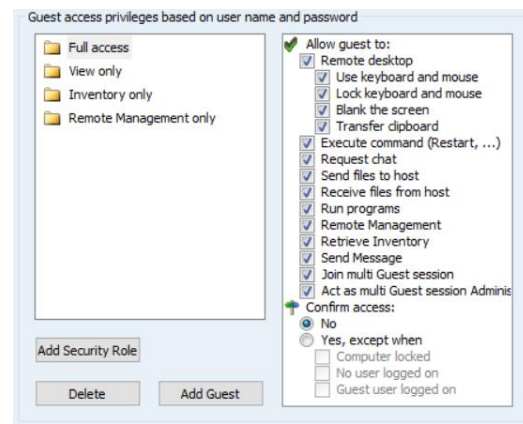 Guest access privileges based on user name and password
Full access
View only
Inventory only
Remote Management only
Add Security Role
Delete
Add Guest
Allow guest to:
Remote desktop
Use keyboard and mouse
Lock keyboard and mouse
Blank the screen
Transfer clipboard
Execute command (Restart, ...)
Request chat
Send files to host
Receive files from host
Run programs
Remote Management
Retrieve Inventory
Send Message
Join multi Guest session
Act as multi Guest session Adminis
Confirm access:
No
Yes, except when
Computer locked
No user logged on
Guest user logged on